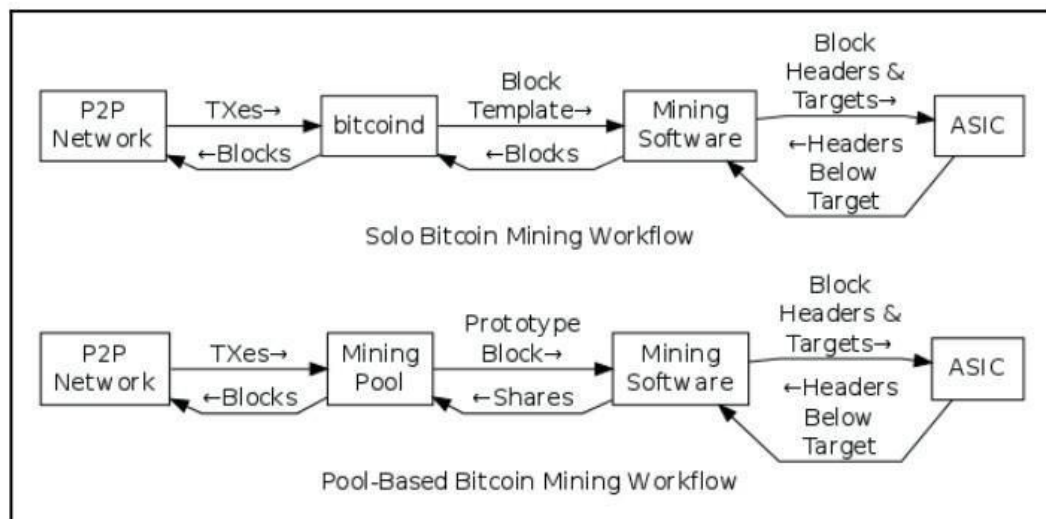 Block
Headers &
Targets→
Block
Template→
P2P
Network
TXes→
bitcoind
Mining
Software
ASIC
←Blocks
←Blocks
←Headers
Below
Target
Solo Bitcoin Mining Workflow
Block
Headers &
Targets→
Prototype
Block→
P2P
Network
TXes→
Mining
Pool
Mining
Software
ASIC
←Blocks
←Shares
←Headers
Below
Target
Pool-Based Bitcoin Mining Workflow